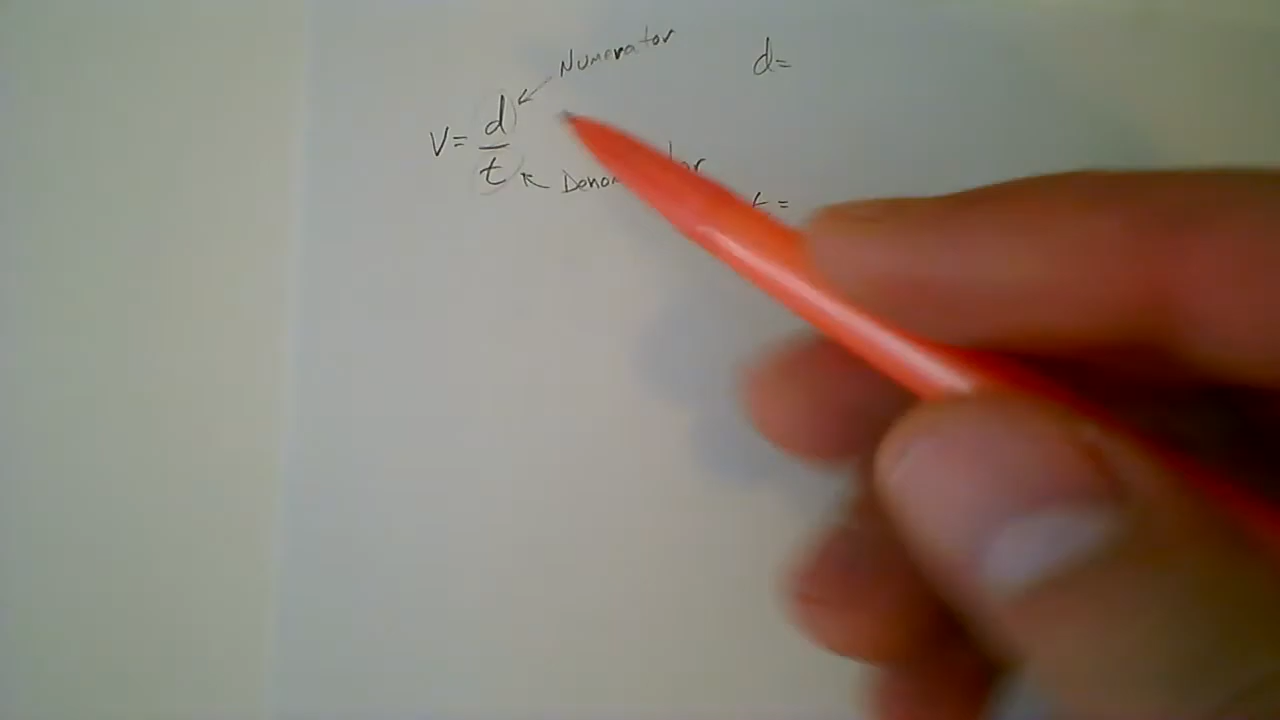 Numerator
d=
V= d/t
t=